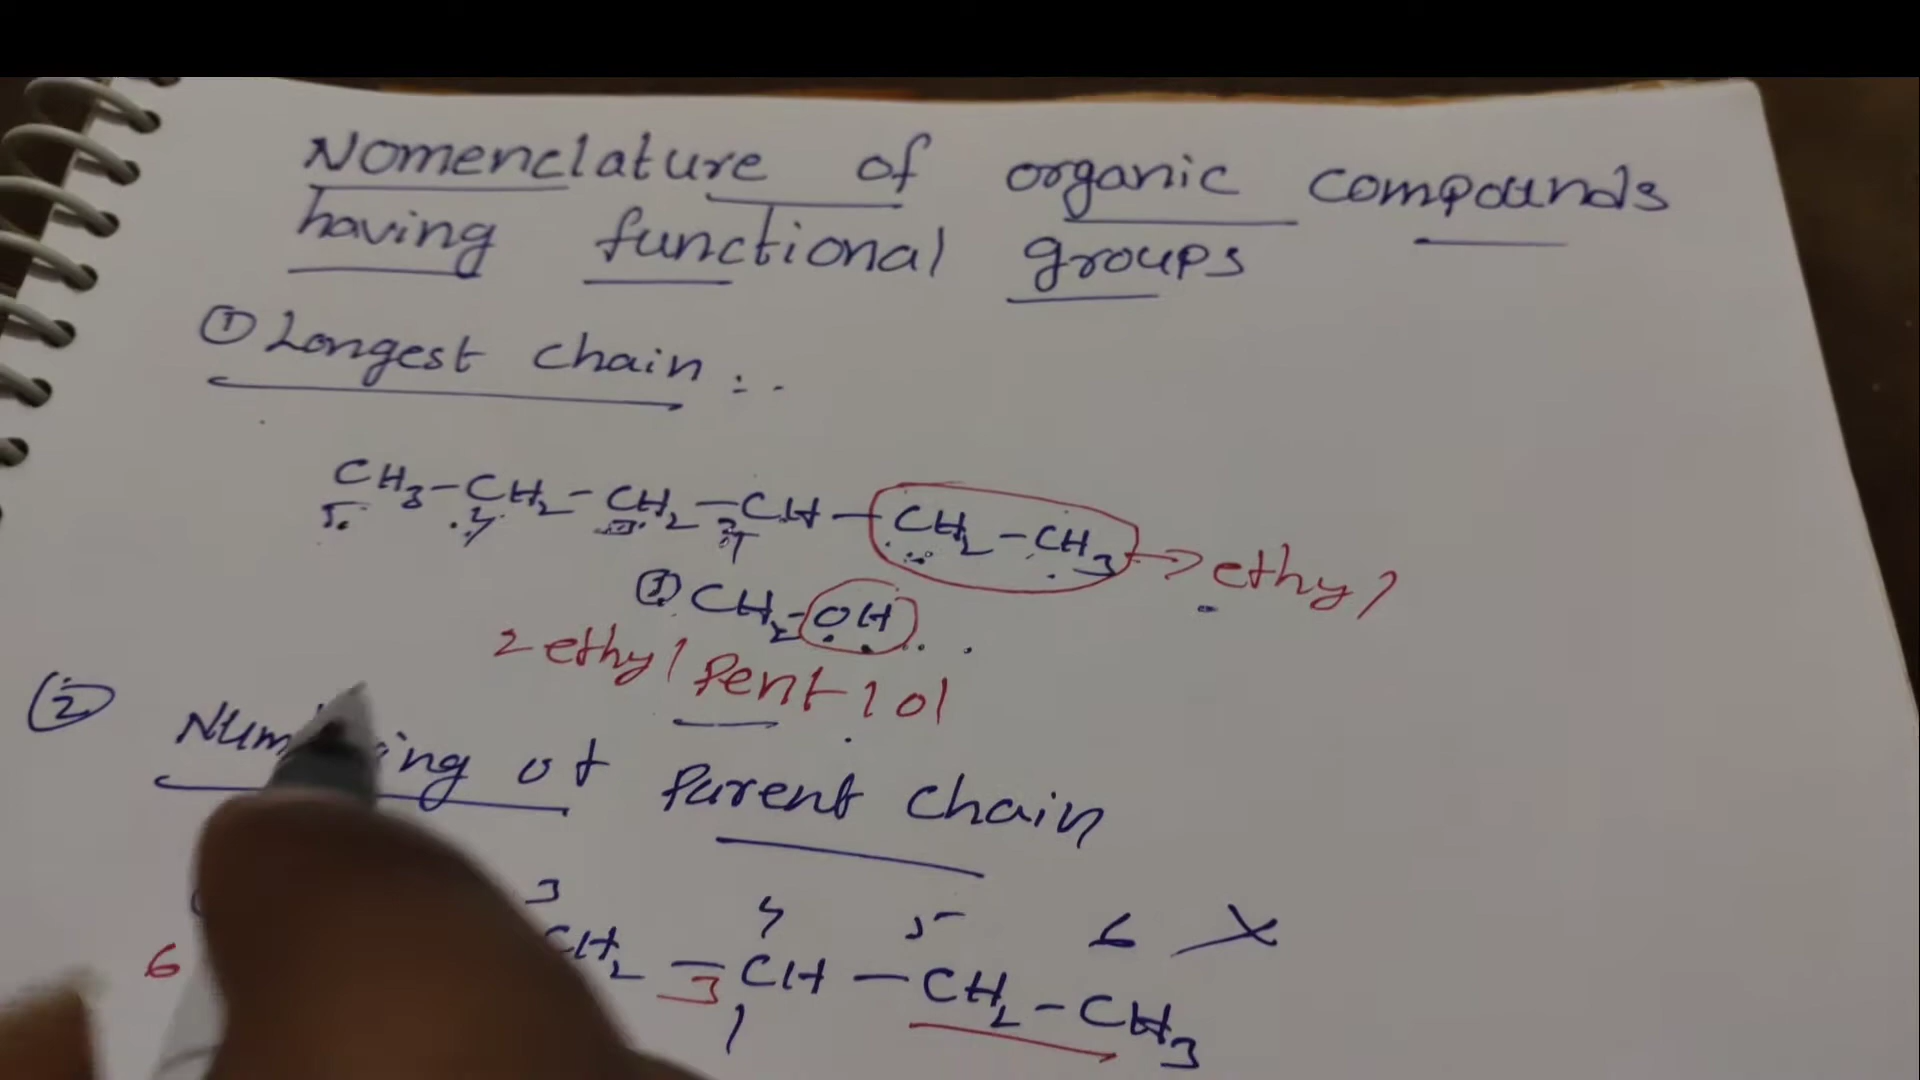 Nomenclature of organic compounds
having functional groups
① Longest chain :-
CH3-CH2-CH2-CH-CH2-CH3 → ethyl
5 4 3 2
① CH2-OH
2 ethyl Pent 1 ol
②
of Parent chain
3 4 5 6 X
6 CH2 - CH - CH2 - CH3
3